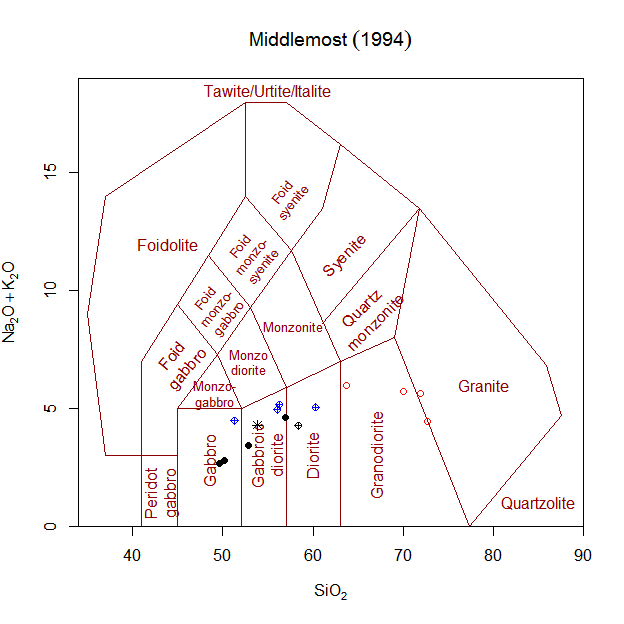 Middlemost (1994)
Tawite/Urtite/Italite
Foid
syenite
Foidolite
Foid
monzo-
syenite
Syenite
Foid
monzo-
gabbro
Quartz
monzonite
Monzonite
Foid
gabbro
Monzo
diorite
Monzo-
gabbro
Granite
Peridot
gabbro
Gabbro
Gabbroic
diorite
Diorite
Granodiorite
Quartzolite
Na₂O + K₂O
0
5
10
15
40 50 60 70 80 90
SiO₂